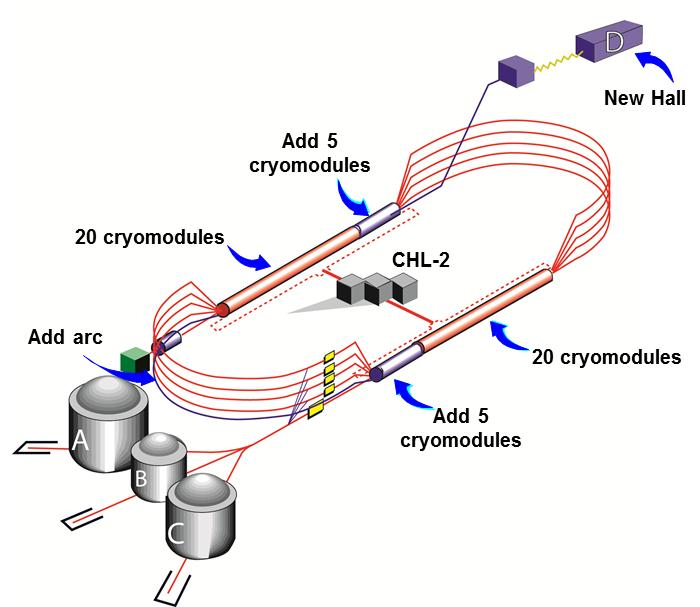 D
New Hall
Add 5
cryomodules
20 cryomodules
CHL-2
Add arc
20 cryomodules
Add 5
cryomodules
A
B
C